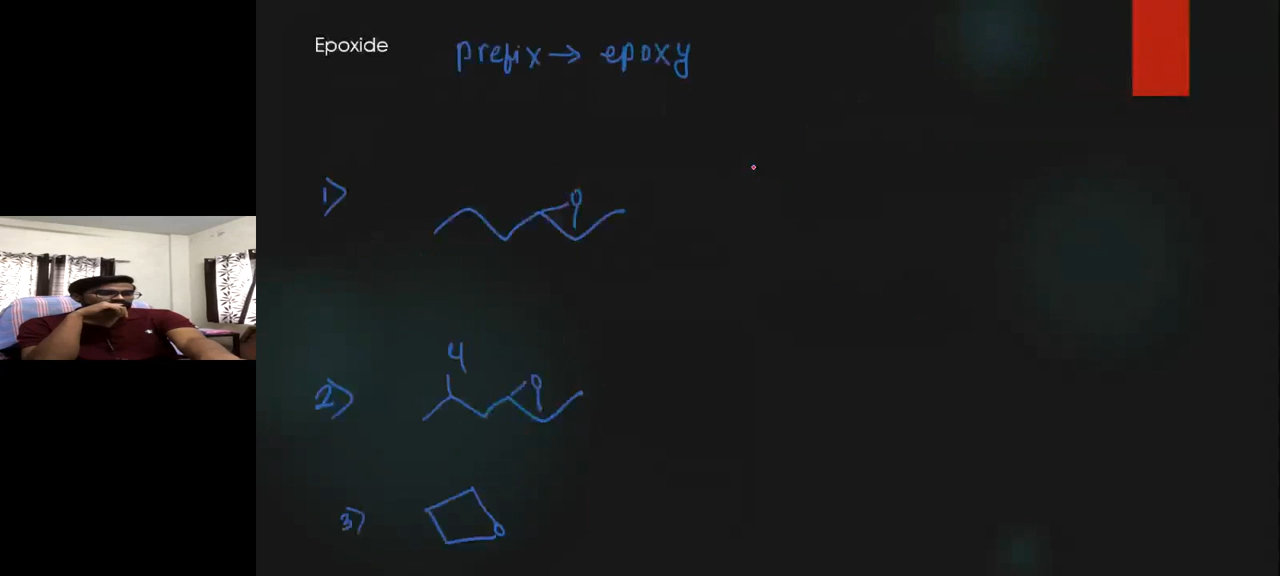 Epoxide prefix → epoxy
1)
O
4
2) O
3) O